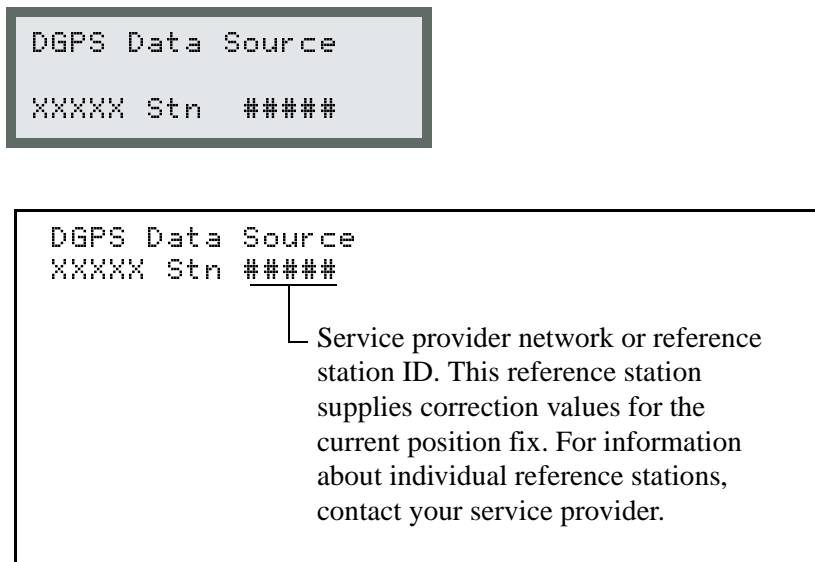 DGPS Data Source
XXXXX Stn #####
DGPS Data Source
XXXXX Stn #####
Service provider network or reference
station ID. This reference station
supplies correction values for the
current position fix. For information
about individual reference stations,
contact your service provider.